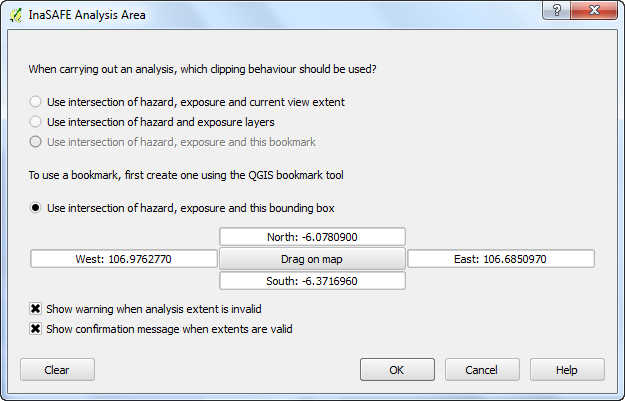 InaSAFE Analysis Area
When carrying out an analysis, which clipping behaviour should be used?
Use intersection of hazard, exposure and current view extent
Use intersection of hazard and exposure layers
Use intersection of hazard, exposure and this bookmark
To use a bookmark, first create one using the QGIS bookmark tool
Use intersection of hazard, exposure and this bounding box
North: -6.0780900
West: 106.9762770 Drag on map East: 106.6850970
South: -6.3716960
Show warning when analysis extent is invalid
Show confirmation message when extents are valid
Clear OK Cancel Help